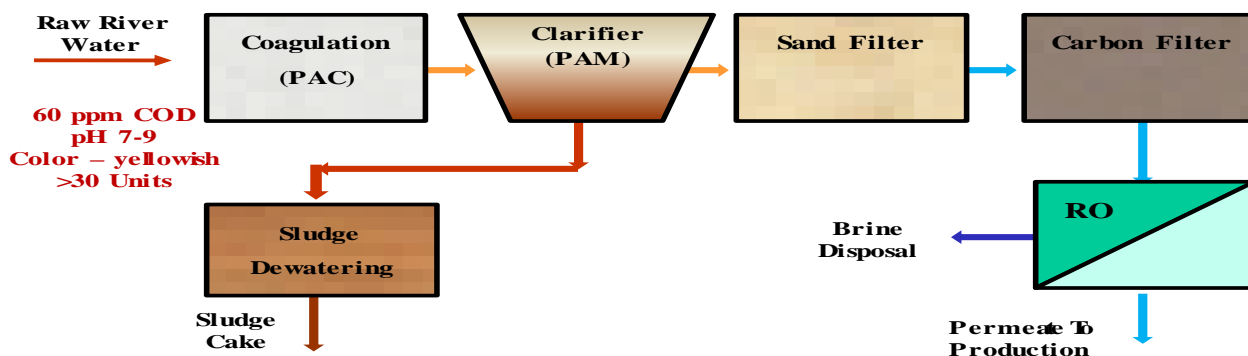 Raw River
Water
60 ppm COD
pH 7-9
Color – yellowish
>30 Units
Coagulation
(PAC)
Clarifier
(PAM)
Sand Filter
Carbon Filter
Sludge
Dewatering
Sludge
Cake
RO
Brine
Disposal
Permeate To
Production